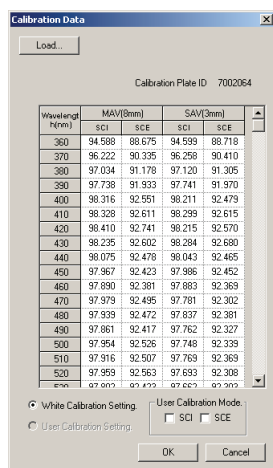 Calibration Data
Load...
Calibration Plate ID 7002064
Wavelengt h(nm) MAV(8mm) SAV(3mm)
SCI SCE SCI SCE
360 94.588 88.675 94.599 88.718
370 96.222 90.335 96.258 90.410
380 97.034 91.178 97.120 91.305
390 97.738 91.933 97.741 91.970
400 98.316 92.551 98.211 92.479
410 98.328 92.611 98.299 92.615
420 98.410 92.741 98.215 92.570
430 98.235 92.602 98.284 92.680
440 98.075 92.478 98.043 92.465
450 97.967 92.423 97.986 92.452
460 97.890 92.381 97.883 92.369
470 97.979 92.495 97.781 92.302
480 97.939 92.472 97.837 92.381
490 97.861 92.417 97.762 92.327
500 97.954 92.526 97.748 92.339
510 97.916 92.507 97.769 92.369
520 97.959 92.563 97.693 92.308
White Calibration Setting.
User Calibration Setting.
User Calibration Mode.
SCI SCE
OK Cancel